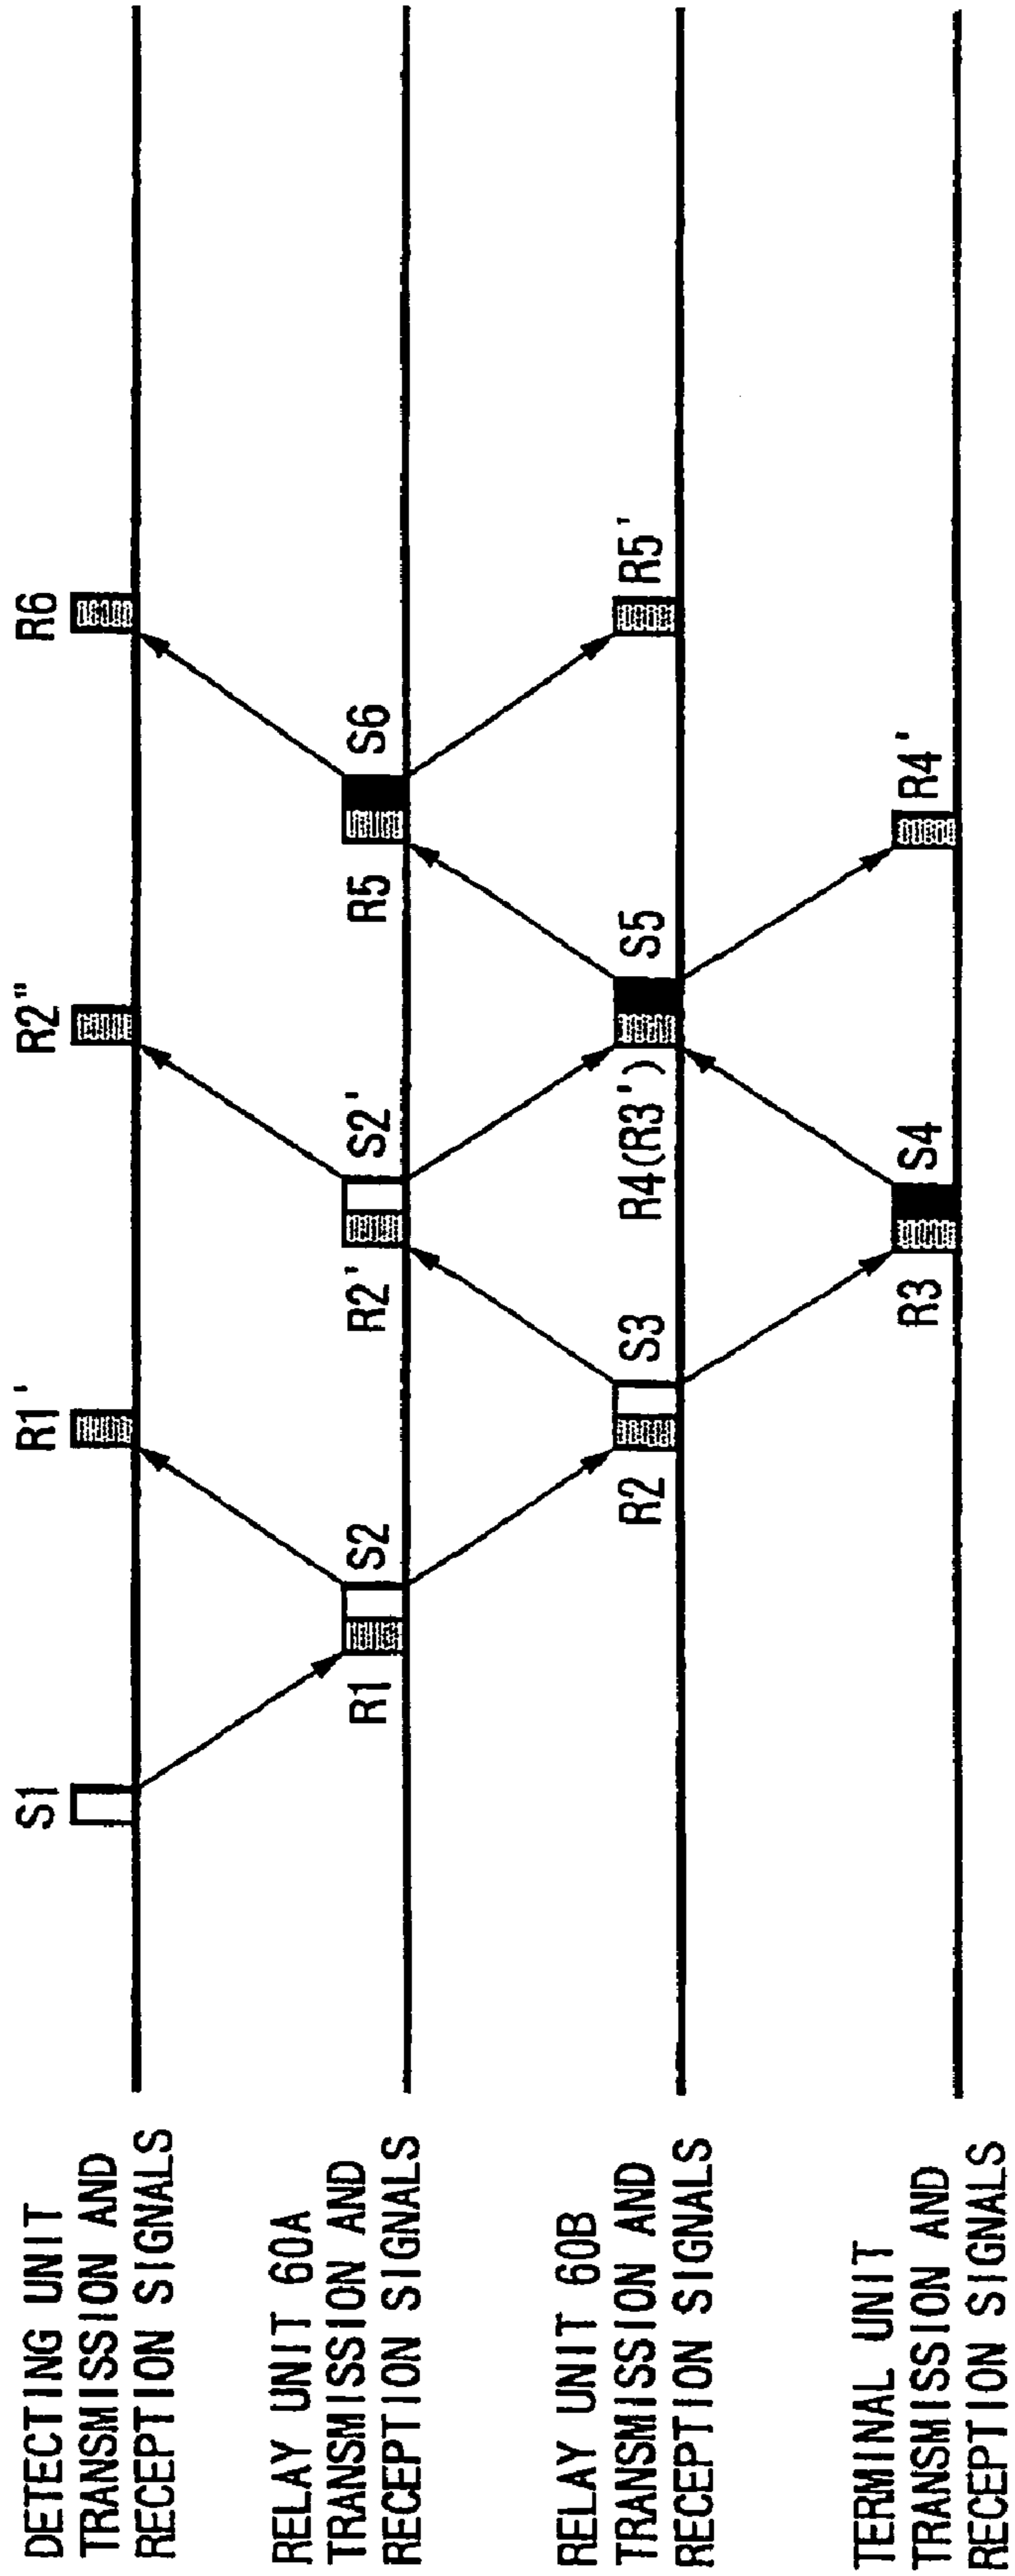 DETECTING UNIT
TRANSMISSION AND
RECEPTION SIGNALS
S1
R1'
R2"
R6
RELAY UNIT 60A
TRANSMISSION AND
RECEPTION SIGNALS
R1
S2
R2'
S2'
R5
S6
RELAY UNIT 60B
TRANSMISSION AND
RECEPTION SIGNALS
R2
S3
R4(R3')
S5
R5'
TERMINAL UNIT
TRANSMISSION AND
RECEPTION SIGNALS
R3
S4
R4'